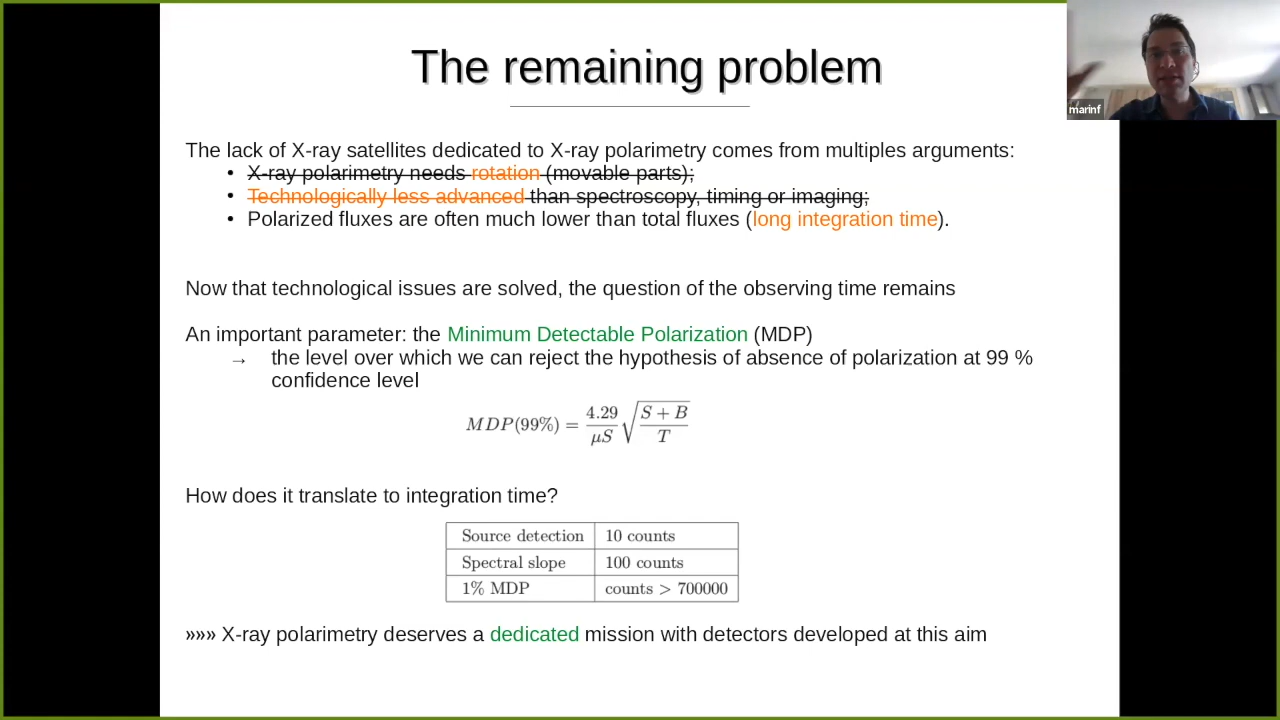 The remaining problem
marinf
The lack of X-ray satellites dedicated to X-ray polarimetry comes from multiples arguments:
• X-ray polarimetry needs rotation (movable parts);
• Technologically less advanced than spectroscopy, timing or imaging;
• Polarized fluxes are often much lower than total fluxes (long integration time).
Now that technological issues are solved, the question of the observing time remains
An important parameter: the Minimum Detectable Polarization (MDP)
→ the level over which we can reject the hypothesis of absence of polarization at 99 %
confidence level
MDP(99%) = 4.29/μS √(S + B/T)
How does it translate to integration time?
Source detection 10 counts
Spectral slope 100 counts
1% MDP counts > 700000
»»» X-ray polarimetry deserves a dedicated mission with detectors developed at this aim